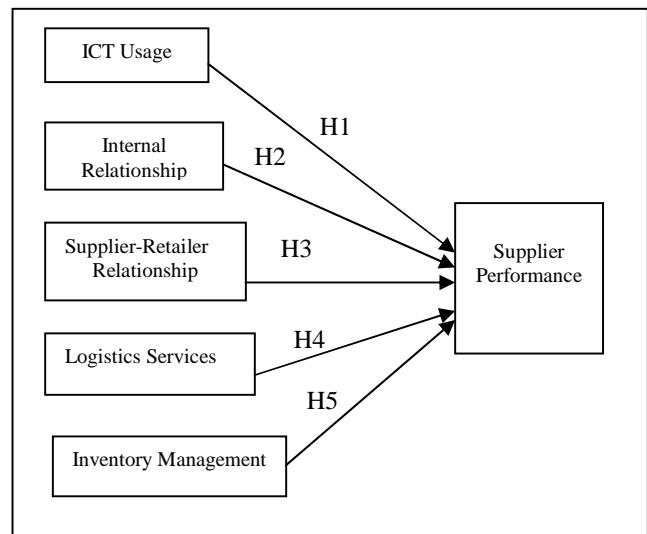 ICT Usage
H1
Internal
Relationship
H2
Supplier-Retailer
Relationship
H3
Supplier
Performance
Logistics Services
H4
H5
Inventory Management